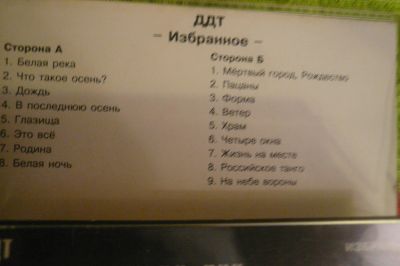 ДДТ
– Избранное –
Сторона А
1. Белая река
2. Что такое осень?
3. Дождь
4. В последнюю осень
5. Глазища
6. Это всё
7. Родина
8. Белая ночь
Сторона Б
1. Мёртвый город, Рождество
2. Пацаны
3. Форма
4. Ветер
5. Храм
6. Четыре окна
7. Жизнь на месте
8. Российское танго
9. На небе вороны